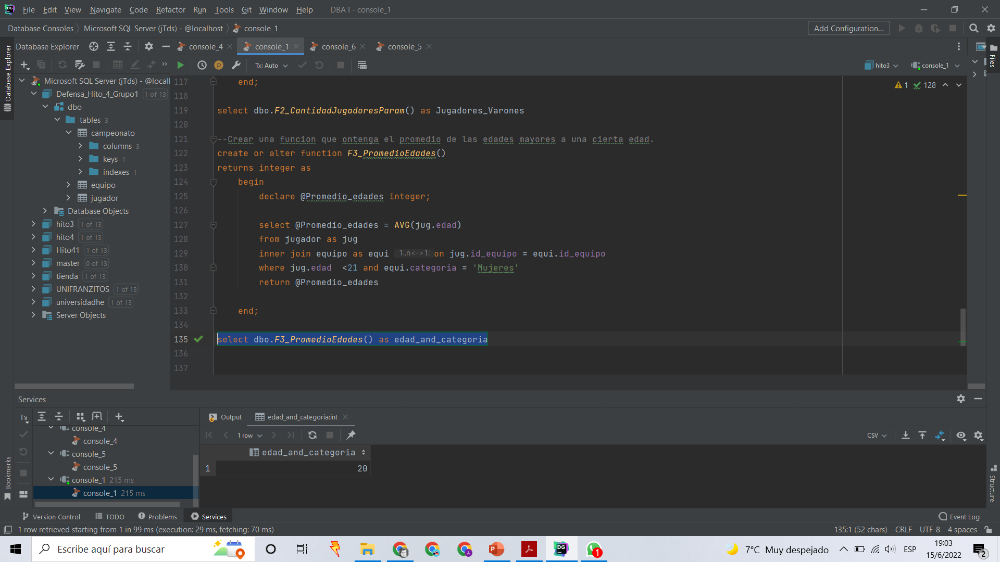 File Edit View Navigate Code Refactor Run Tools Git Window Help DBA I - console_1
Database Consoles Microsoft SQL Server (jTds) - @localhost console_1 Add Configuration...
Database Explorer console_4 console_1 console_6 console_5
Tx: Auto hito3 console_1
Database Explorer
Files
Microsoft SQL Server (jTds) - @locall
Defensa_Hito_4_Grupo1 1 of 13
dbo
tables 3
campeonato
columns 3
keys 1
indexes 1
equipo
jugador
Database Objects
hito3 1 of 13
hito4 1 of 13
Hito41 1 of 13
master 0 of 13
tienda 1 of 13
UNIFRANZITOS 1 of 13
universidadhe 1 of 13
Server Objects
1 128
117 end;
118
119 select dbo.F2_CantidadJugadoresParam() as Jugadores_Varones
120
121 --Crear una funcion que ontenga el promedio de las edades mayores a una cierta edad.
122 create or alter function F3_PromedioEdades()
123 returns integer as
124 begin
125 declare @Promedio_edades integer;
126
127 select @Promedio_edades = AVG(jug.edad)
128 from jugador as jug
129 inner join equipo as equi 1..n<->1: on jug.id_equipo = equi.id_equipo
130 where jug.edad  <21 and equi.categoria = 'Mujeres'
131 return @Promedio_edades
132
133 end;
134
135 select dbo.F3_PromedioEdades() as edad_and_categoria
136
137
Services
Tx Output edad_and_categoria:int
console_4
console_4
console_5
console_5
console_1 215 ms
console_1 215 ms
1 row CSV
edad_and_categoria
1 20
Bookmarks
Structure
Version Control TODO Problems Services Event Log
1 row retrieved starting from 1 in 99 ms (execution: 29 ms, fetching: 70 ms) 135:1 (52 chars) CRLF UTF-8 4 spaces
Escribe aquí para buscar 1 7°C Muy despejado ESP 19:03
15/6/2022 2